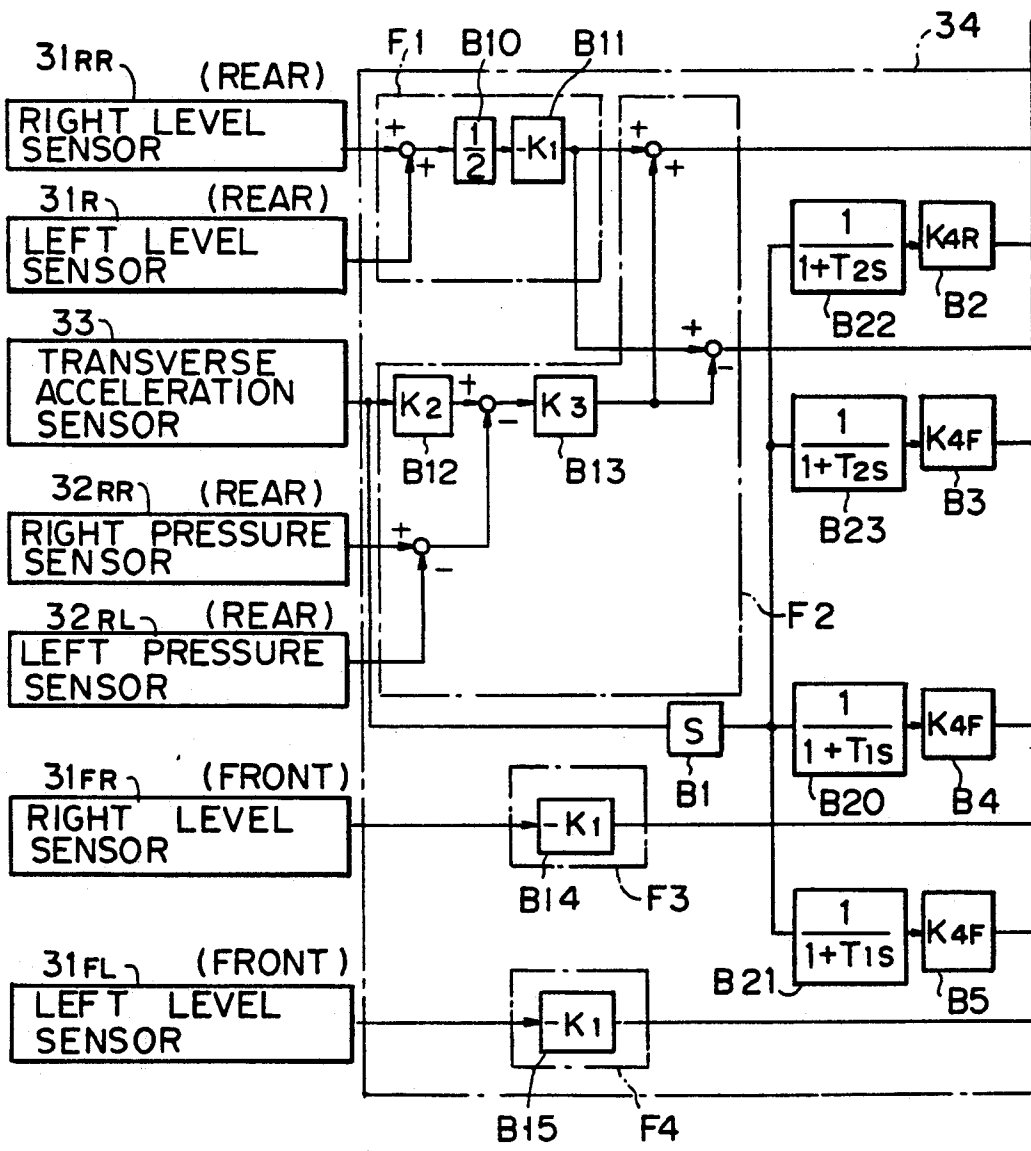 34
F1
B10
B11
31RR
(REAR)
RIGHT LEVEL
SENSOR
+
+
1
2
-K1
+
+
31R
(REAR)
LEFT LEVEL
SENSOR
1
1+T2S
K4R
B22
B2
33
TRANSVERSE
ACCELERATION
SENSOR
K2
+
-
K3
+
-
B12
B13
1
1+T2S
K4F
B23
B3
32RR
(REAR)
RIGHT PRESSURE
SENSOR
+
-
F2
32RL
(REAR)
LEFT PRESSURE
SENSOR
S
B1
1
1+T1S
K4F
B20
B4
31FR
(FRONT)
RIGHT LEVEL
SENSOR
-K1
B14
F3
1
1+T1S
K4F
B21
B5
31FL
(FRONT)
LEFT LEVEL
SENSOR
-K1
B15
F4